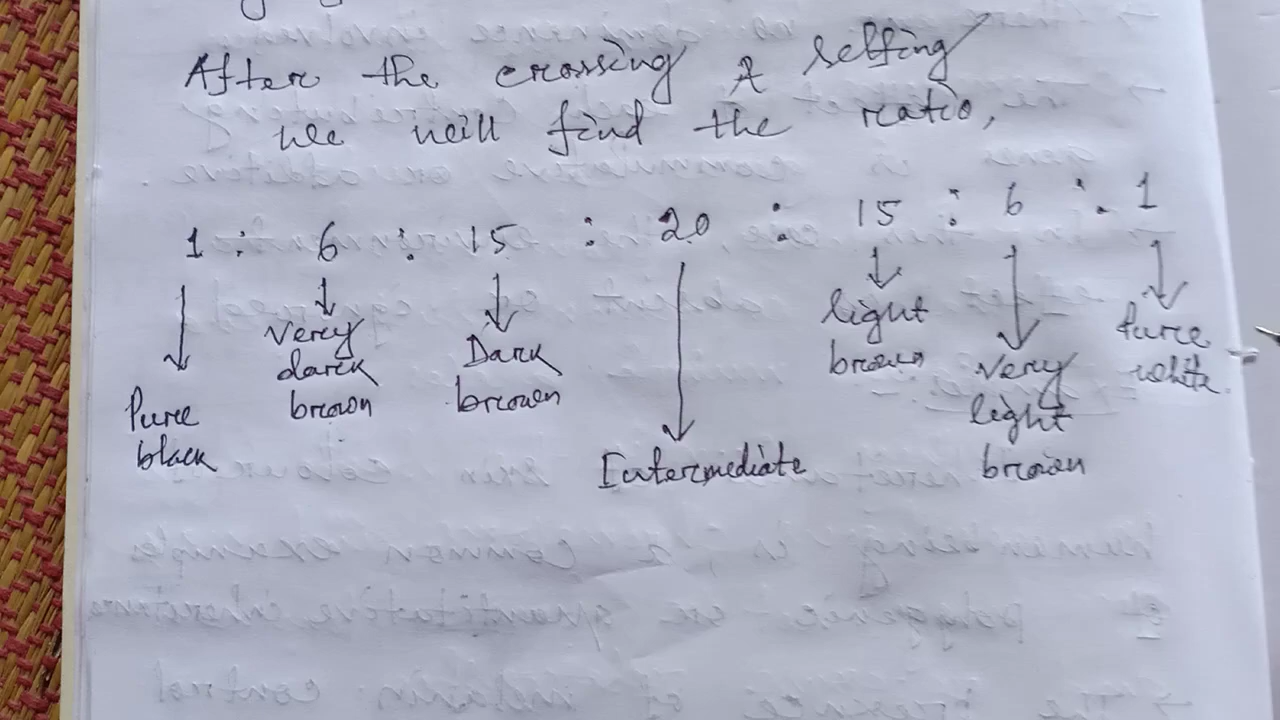 After the crossing & selfing
we will find the ratio,
1 : 6 : 15 : 20 : 15 : 6 : 1
Pure
black
Very
dark
brown
Dark
brown
Intermediate
light
brown
Very
light
brown
Pure
white